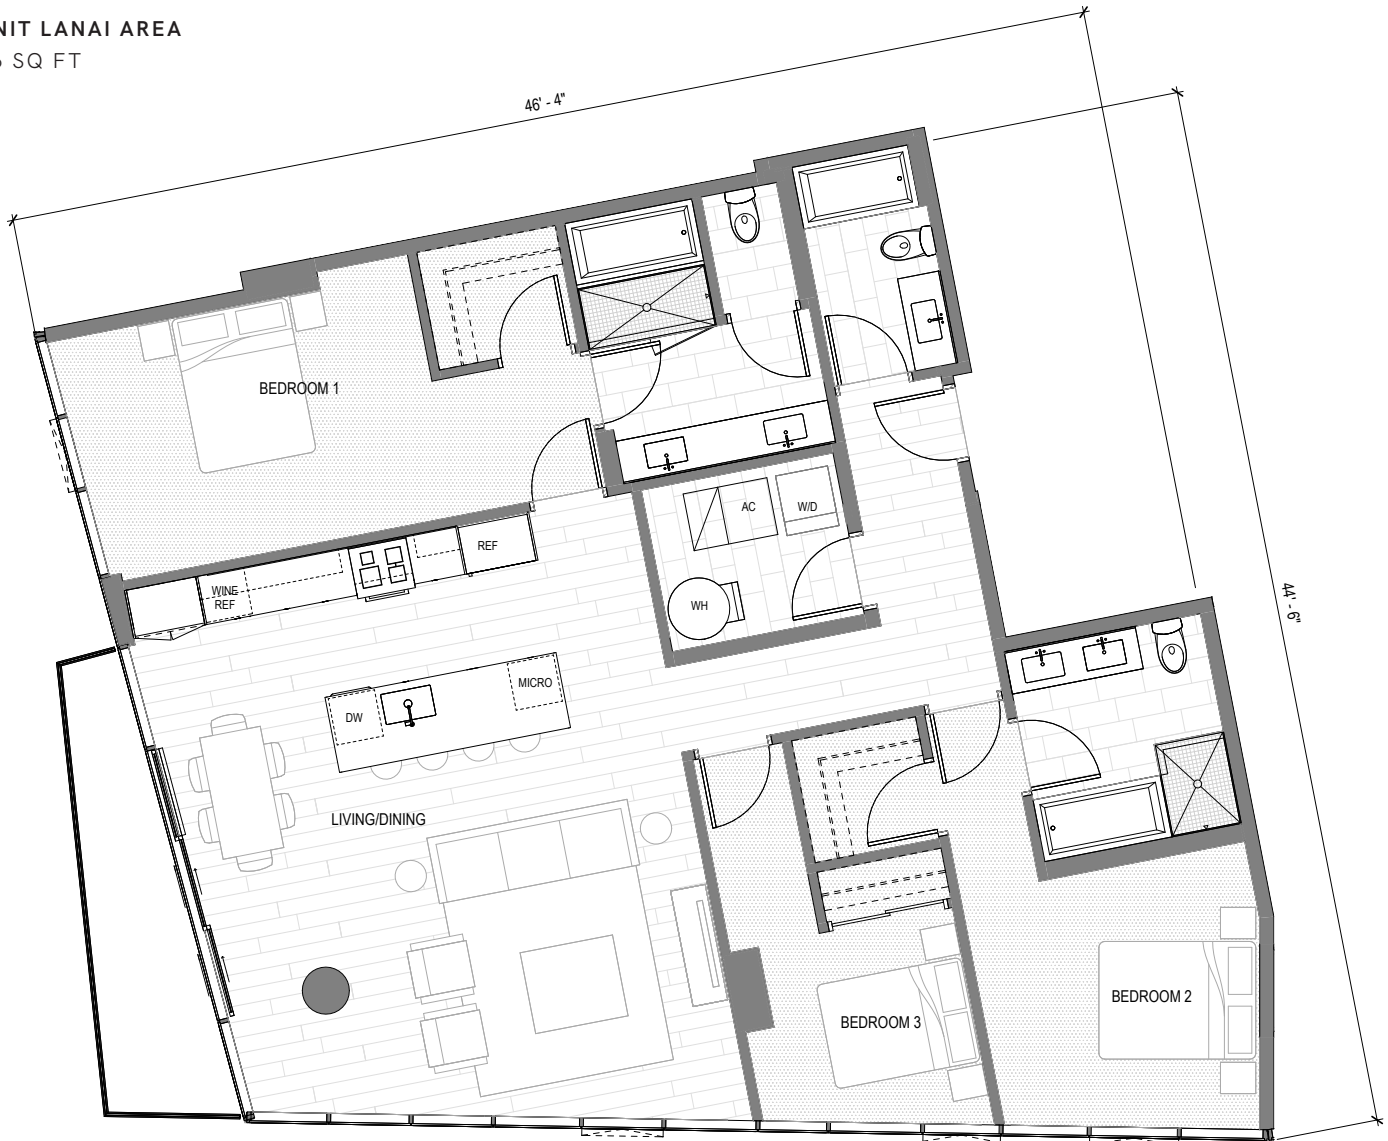 NIT LANAI AREA
SQ FT
46' - 4"
BEDROOM 1
AC
W/D
REF
WINE
REF
WH
44' - 6"
MICRO
DW
LIVING/DINING
BEDROOM 2
BEDROOM 3